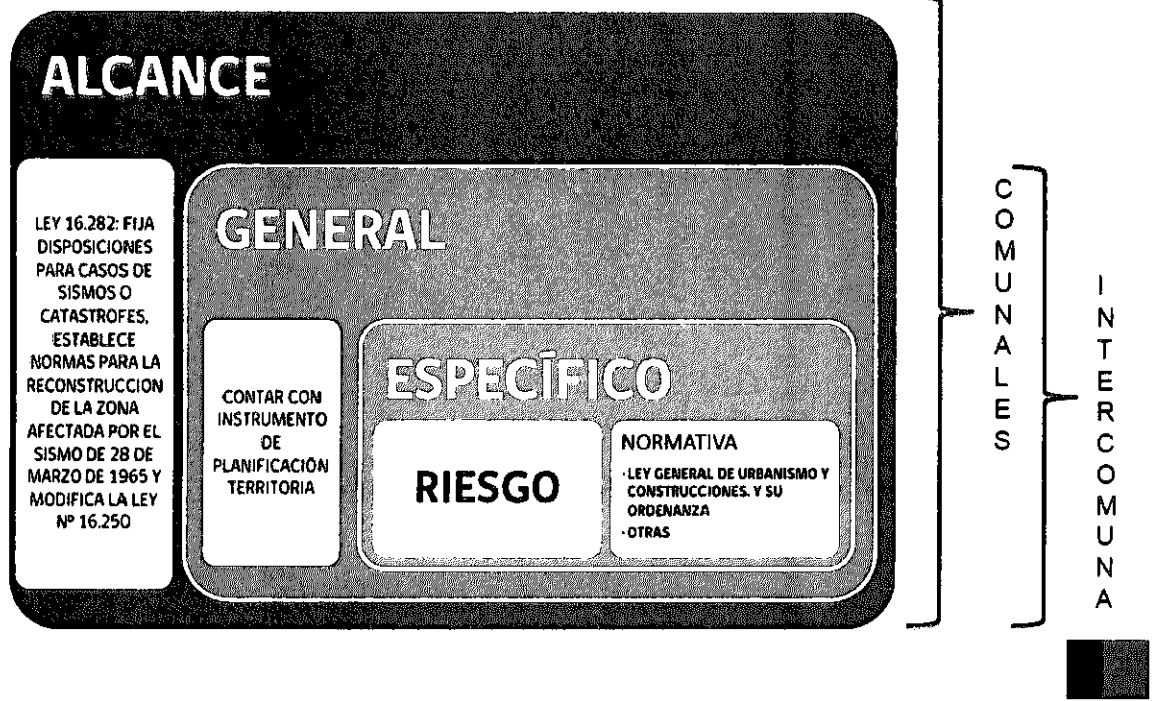 ALCANCE
LEY 16.282: FIJA
DISPOSICIONES
PARA CASOS DE
SISMOS O
CATASTROFES,
ESTABLECE
NORMAS PARA LA
RECONSTRUCCION
DE LA ZONA
AFECTADA POR EL
SISMO DE 28 DE
MARZO DE 1965 Y
MODIFICA LA LEY
Nº 16.250
GENERAL
CONTAR CON
INSTRUMENTO
DE
PLANIFICACIÓN
TERRITORIA
ESPECÍFICO
RIESGO
NORMATIVA
·LEY GENERAL DE URBANISMO Y
CONSTRUCCIONES. Y SU
ORDENANZA
·OTRAS
COMUNALES
INTERCOMUNA